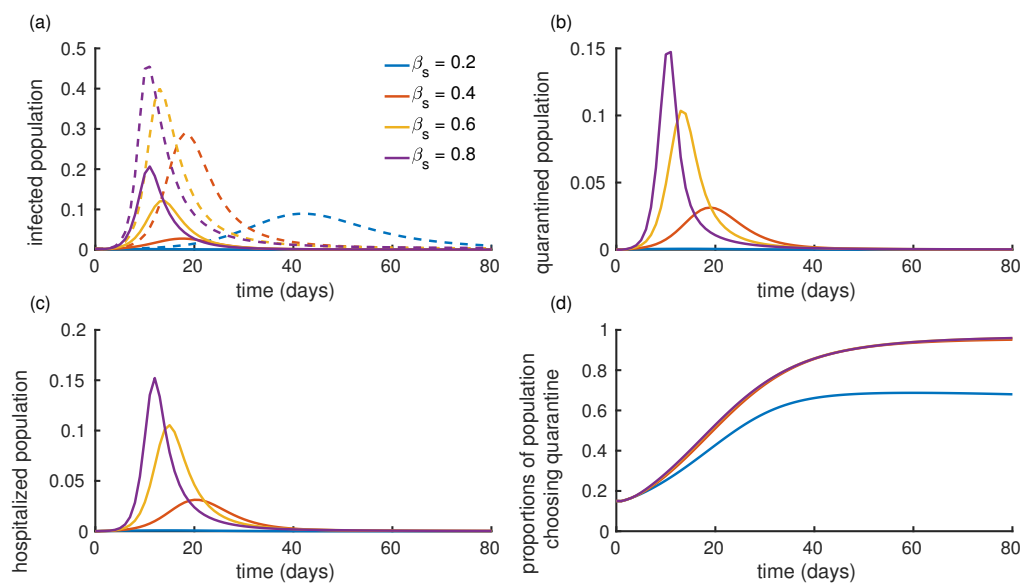 (a)
0.5
0.4
0.3
0.2
0.1
0
infected population
0 20 40 60 80
time (days)
βs = 0.2
βs = 0.4
βs = 0.6
βs = 0.8
(b)
0.15
0.1
0.05
0
quarantined population
0 20 40 60 80
time (days)
(c)
0.2
0.15
0.1
0.05
0
hospitalized population
0 20 40 60 80
time (days)
(d)
1
0.8
0.6
0.4
0.2
0
proportions of population
choosing quarantine
0 20 40 60 80
time (days)